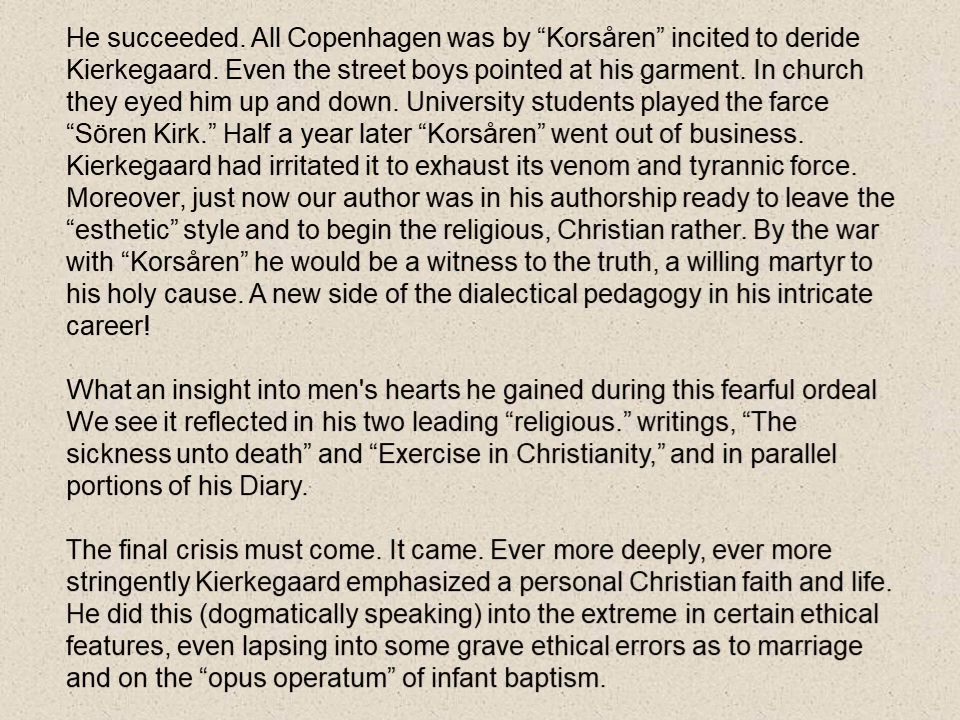 He succeeded. All Copenhagen was by “Korsåren” incited to deride
Kierkegaard. Even the street boys pointed at his garment. In church
they eyed him up and down. University students played the farce
“Sören Kirk.” Half a year later “Korsåren” went out of business.
Kierkegaard had irritated it to exhaust its venom and tyrannic force.
Moreover, just now our author was in his authorship ready to leave the
“esthetic” style and to begin the religious, Christian rather. By the war
with “Korsåren” he would be a witness to the truth, a willing martyr to
his holy cause. A new side of the dialectical pedagogy in his intricate
career!

What an insight into men's hearts he gained during this fearful ordeal
We see it reflected in his two leading “religious.” writings, “The
sickness unto death” and “Exercise in Christianity,” and in parallel
portions of his Diary.

The final crisis must come. It came. Ever more deeply, ever more
stringently Kierkegaard emphasized a personal Christian faith and life.
He did this (dogmatically speaking) into the extreme in certain ethical
features, even lapsing into some grave ethical errors as to marriage
and on the “opus operatum” of infant baptism.